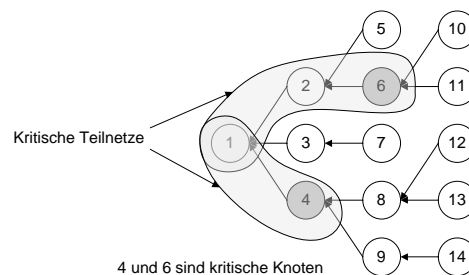 5 10
2 6 11
Kritische Teilnetze 1 3 7 12
4 8 13
9 14
4 und 6 sind kritische Knoten